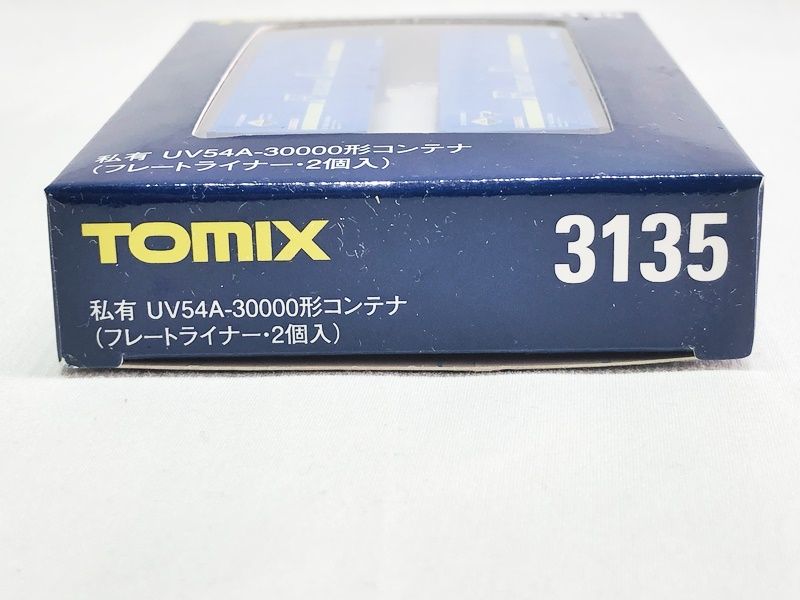 私有 UV54A-30000形コンテナ
(フレートライナー・2個入)
TOMIX
3135
私有 UV54A-30000形コンテナ
(フレートライナー・2個入)